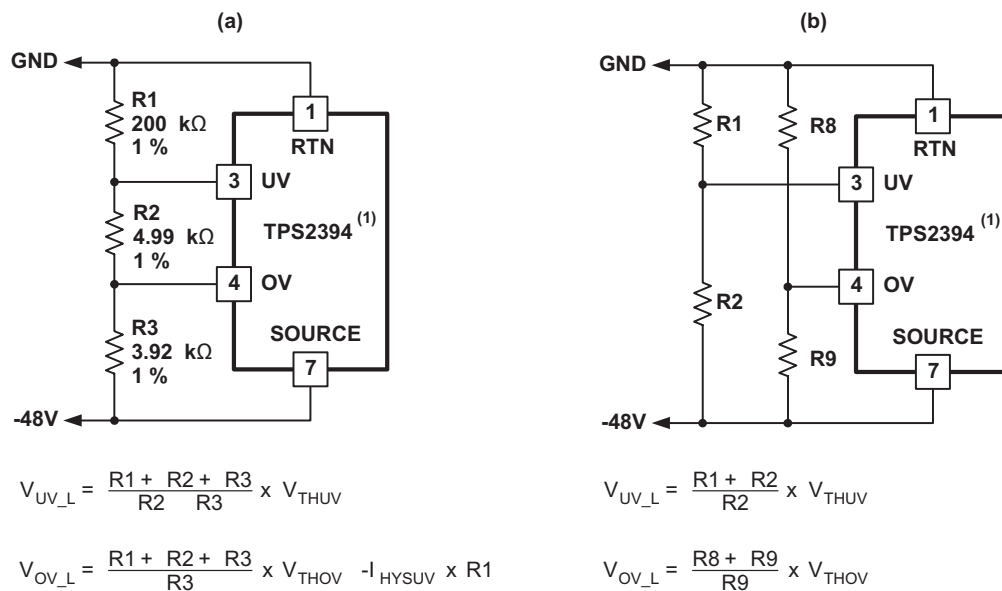 (a)
GND
R1
200 kΩ
1 %
1
RTN
3 UV
R2
4.99 kΩ
1 %
TPS2394 (1)
4 OV
R3
3.92 kΩ
1 %
SOURCE
7
-48V
V_UV_L = (R1 + R2 + R3) / (R2 R3) x V_THUV
V_OV_L = (R1 + R2 + R3) / R3 x V_THOV -I_HYSUV x R1
(b)
GND
R1
R8
1
RTN
3 UV
TPS2394 (1)
R2
4 OV
SOURCE
R9
7
-48V
V_UV_L = (R1 + R2) / R2 x V_THUV
V_OV_L = (R8 + R9) / R9 x V_THOV